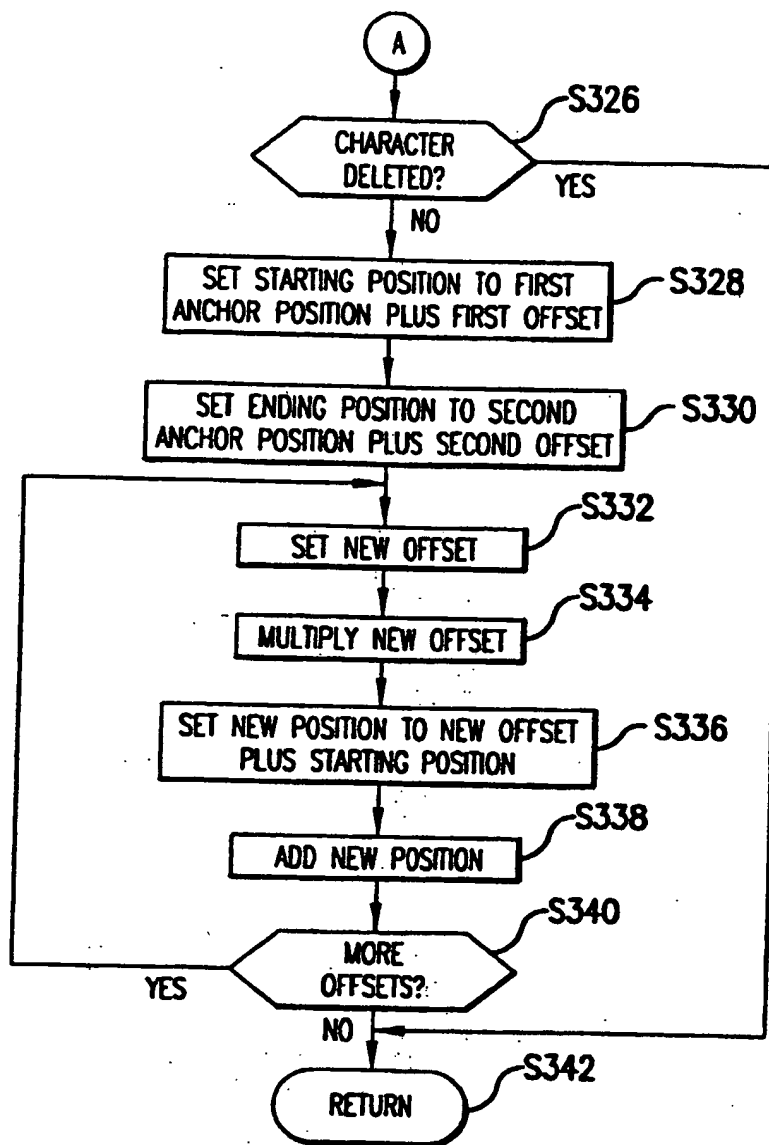 A
S326
CHARACTER
DELETED?
YES
NO
SET STARTING POSITION TO FIRST
ANCHOR POSITION PLUS FIRST OFFSET
S328
SET ENDING POSITION TO SECOND
ANCHOR POSITION PLUS SECOND OFFSET
S330
S332
SET NEW OFFSET
S334
MULTIPLY NEW OFFSET
SET NEW POSITION TO NEW OFFSET
PLUS STARTING POSITION
S336
S338
ADD NEW POSITION
S340
MORE
OFFSETS?
YES
NO
S342
RETURN